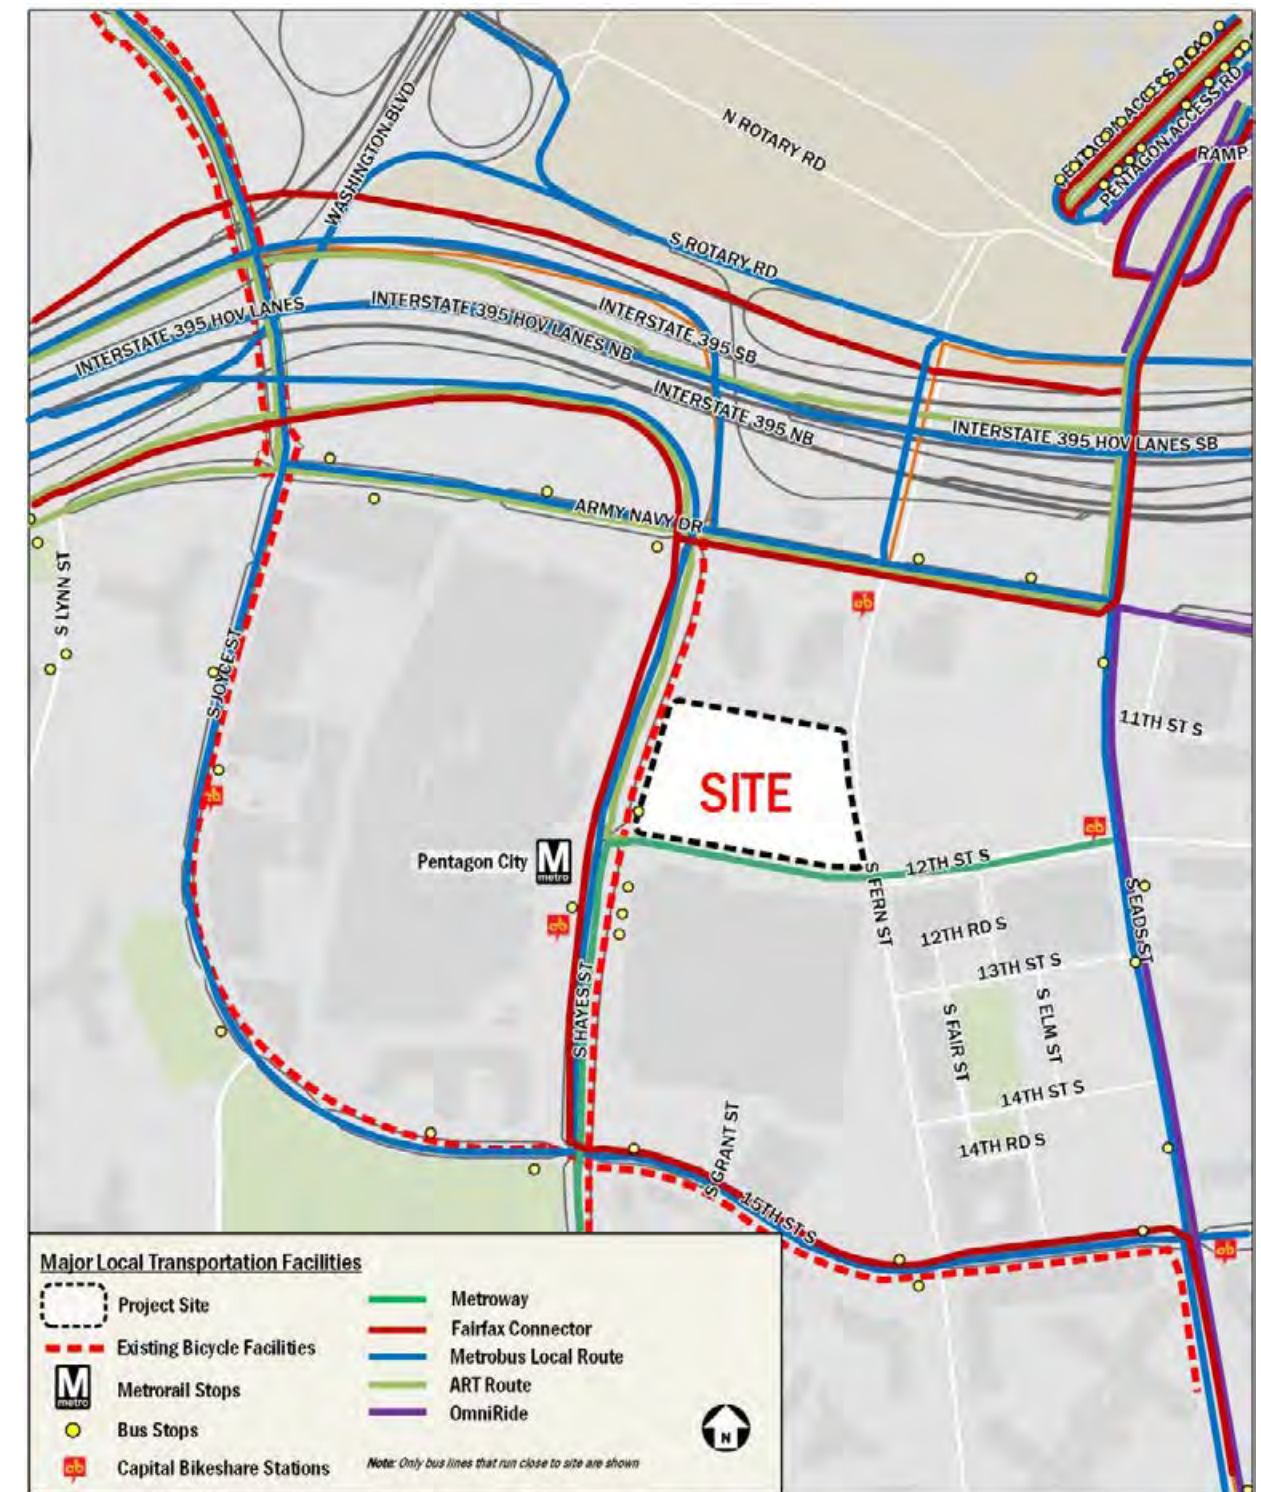 WASHINGTON BLVD
N ROTARY RD
PENTAGON ACCESS RD
RAMP
S ROTARY RD
INTERSTATE 395 HOV LANES
INTERSTATE 395 HOV LANES NB
INTERSTATE 395 SB
INTERSTATE 395 NB
INTERSTATE 395 HOV LANES SB
ARMY NAVY DR
S LYNN ST
S JOYCE ST
11TH ST S
SITE
Pentagon City
M
metro
12TH ST S
S FERN ST
S EADS ST
12TH RD S
13TH ST S
S HAYES ST
S FAIR ST
S ELM ST
14TH ST S
14TH RD S
S GRANT ST
15TH ST S
Major Local Transportation Facilities
Project Site
Existing Bicycle Facilities
M
metro
Metrorail Stops
Bus Stops
cb
Capital Bikeshare Stations
Metroway
Fairfax Connector
Metrobus Local Route
ART Route
OmniRide
N
Note: Only bus lines that run close to site are shown